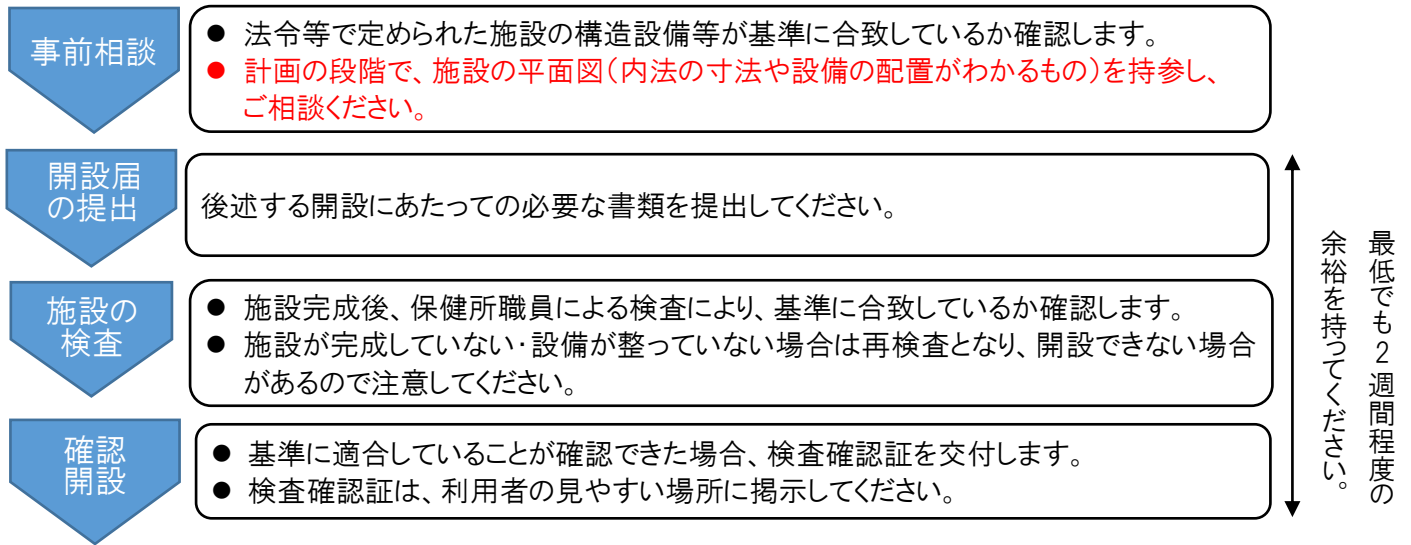 事前相談
● 法令等で定められた施設の構造設備等が基準に合致しているか確認します。
● 計画の段階で、施設の平面図（内法の寸法や設備の配置がわかるもの）を持参し、
ご相談ください。
開設届
の提出
後述する開設にあたっての必要な書類を提出してください。
施設の
検査
● 施設完成後、保健所職員による検査により、基準に合致しているか確認します。
● 施設が完成していない・設備が整っていない場合は再検査となり、開設できない場合
があるので注意してください。
確認
開設
● 基準に適合していることが確認できた場合、検査確認証を交付します。
● 検査確認証は、利用者の見やすい場所に掲示してください。
最低でも２週間程度の
余裕を持ってください。